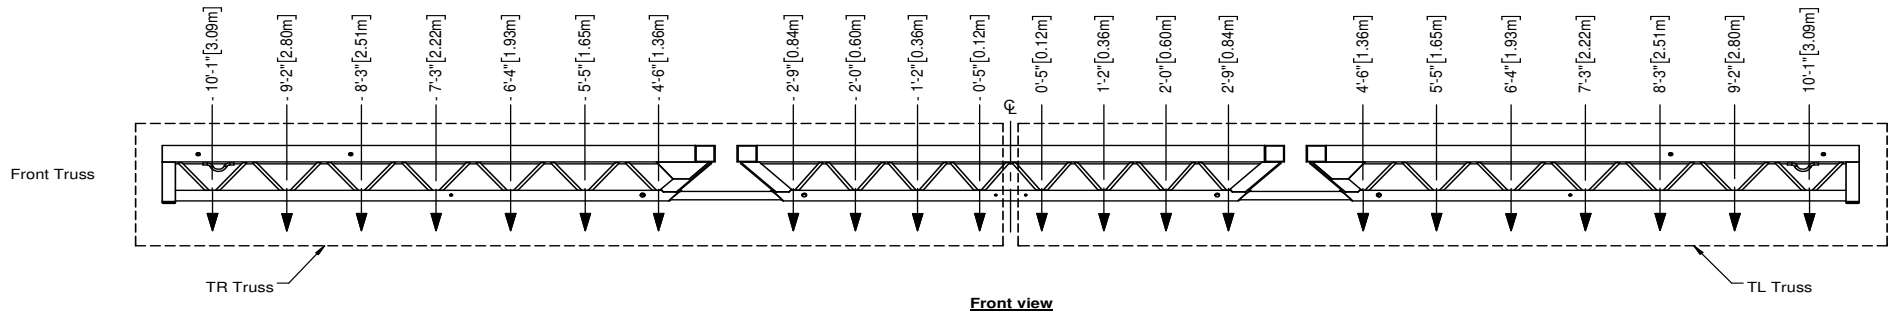 10'-1" [3.09m]
9'-2" [2.80m]
8'-3" [2.51m]
7'-3" [2.22m]
6'-4" [1.93m]
5'-5" [1.65m]
4'-6" [1.36m]
2'-9" [0.84m]
2'-0" [0.60m]
1'-2" [0.36m]
0'-5" [0.12m]
℄
0'-5" [0.12m]
1'-2" [0.36m]
2'-0" [0.60m]
2'-9" [0.84m]
4'-6" [1.36m]
5'-5" [1.65m]
6'-4" [1.93m]
7'-3" [2.22m]
8'-3" [2.51m]
9'-2" [2.80m]
10'-1" [3.09m]
Front Truss
TR Truss
TL Truss
Front view